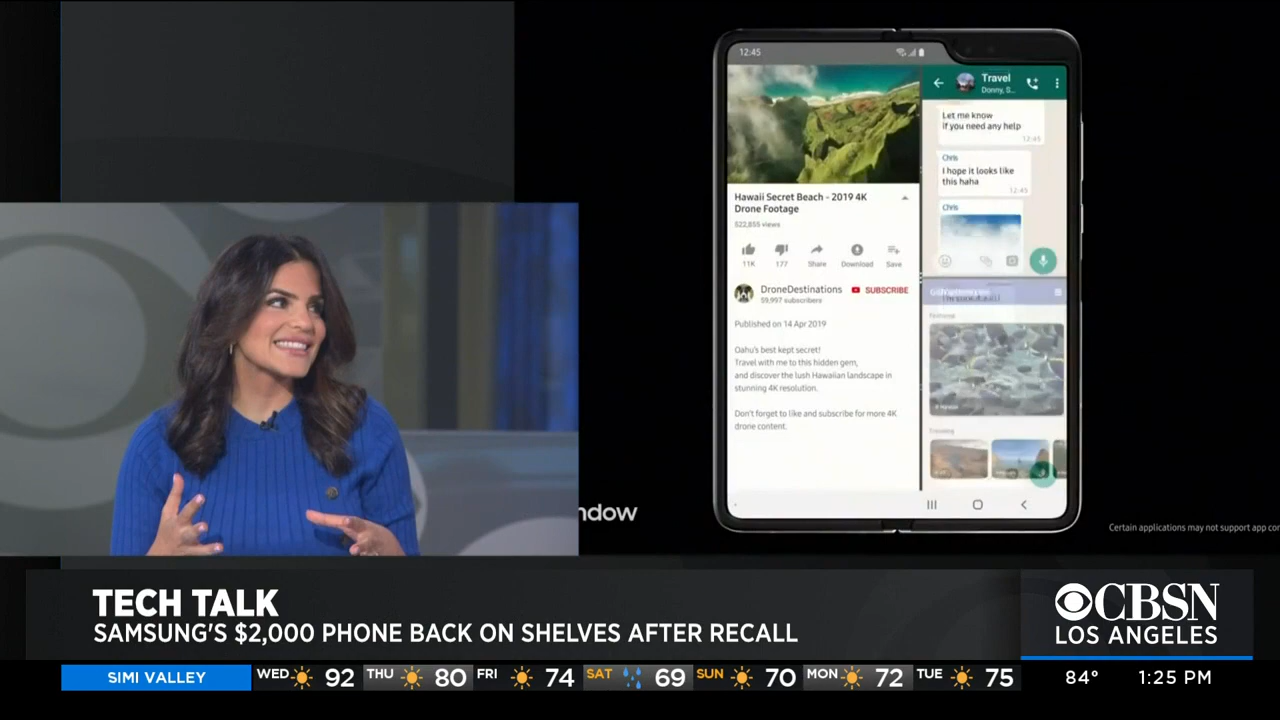 12:45
Hawaii Secret Beach - 2019 4K
Drone Footage
522,855 views
11K
177
Share
Download
Save
DroneDestinations
SUBSCRIBE
59,997 subscribers
Published on 14 Apr 2019
Oahu's best kept secret!
Travel with me to this hidden gem,
and discover the lush Hawaiian landscape in
stunning 4K resolution.
Don't forget to like and subscribe for more 4K
drone content.
Travel
Donny, S...
Let me know
if you need any help
12:45
Chris
I hope it looks like
this haha
12:45
Chris
Trending
ndow
Certain applications may not support app con
TECH TALK
SAMSUNG'S $2,000 PHONE BACK ON SHELVES AFTER RECALL
CBSN
LOS ANGELES
SIMI VALLEY WED 92 THU 80 FRI 74 SAT 69 SUN 70 MON 72 TUE 75 84° 1:25 PM